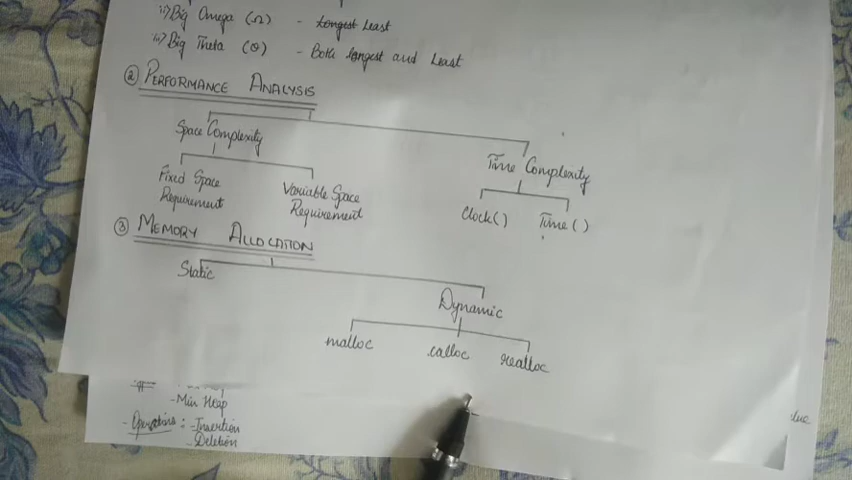 ii) Big Omega (Ω) - Longest Least
iii) Big Theta (θ) - Both longest and least
② PERFORMANCE ANALYSIS
Space Complexity
Time Complexity
Fixed Space
Requirement
Variable Space
Requirement
Clock()
Time ()
③ MEMORY ALLOCATION
Static
Dynamic
malloc
calloc
realloc
- Min Heap
- Operations : - Insertion
- Deletion